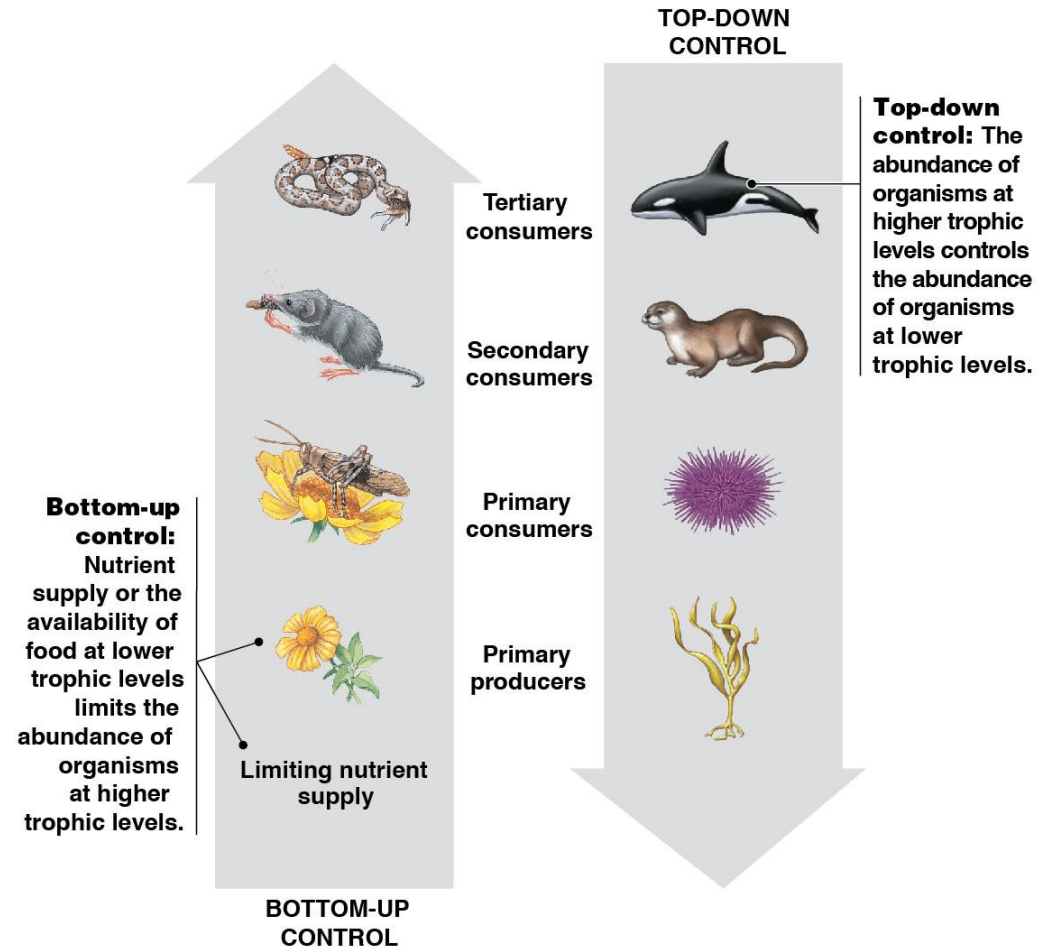 TOP-DOWN
CONTROL
Top-down
control: The
abundance of
organisms at
higher trophic
levels controls
the abundance
of organisms
at lower
trophic levels.
Tertiary
consumers
Secondary
consumers
Primary
consumers
Primary
producers
Bottom-up
control:
Nutrient
supply or the
availability of
food at lower
trophic levels
limits the
abundance of
organisms
at higher
trophic levels.
Limiting nutrient
supply
BOTTOM-UP
CONTROL